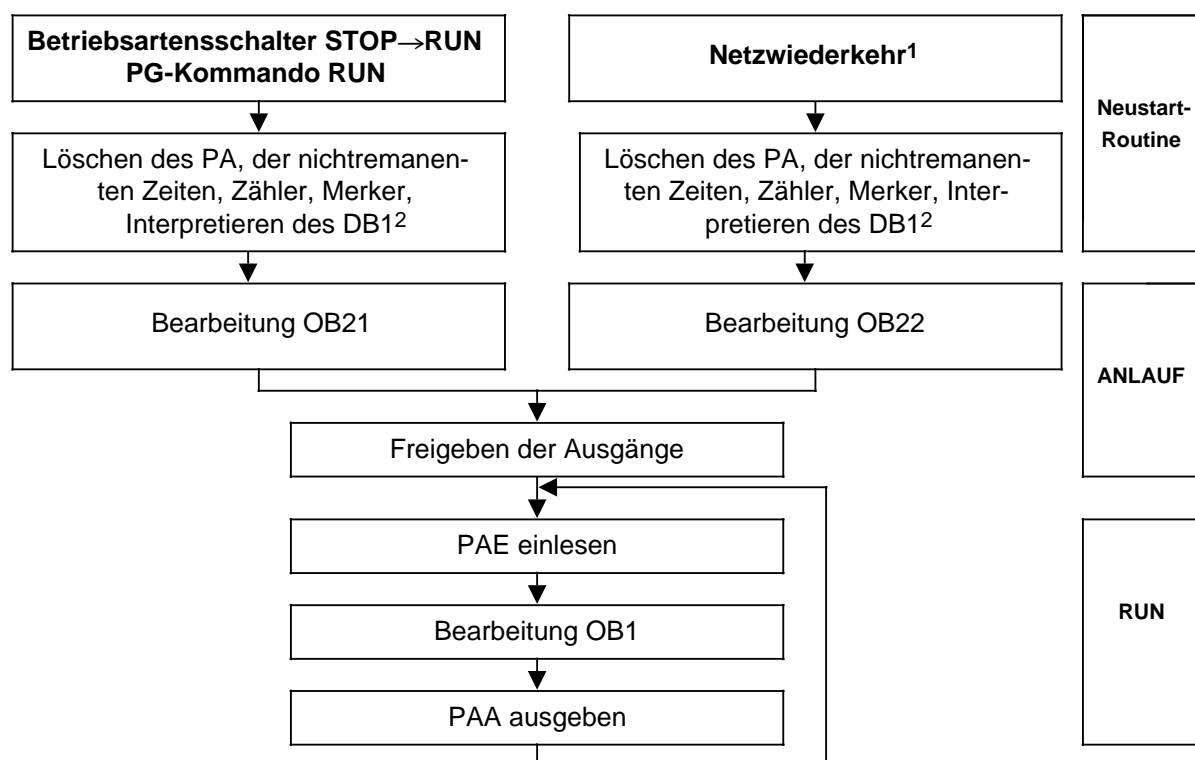 Betriebsartensschalter STOP→RUN
PG-Kommando RUN
Netzwiederkehr1
Neustart-
Routine
Löschen des PA, der nichtremanen-
ten Zeiten, Zähler, Merker,
Interpretieren des DB12
Löschen des PA, der nichtremanen-
ten Zeiten, Zähler, Merker, Inter-
pretieren des DB12
Bearbeitung OB21
Bearbeitung OB22
ANLAUF
Freigeben der Ausgänge
PAE einlesen
Bearbeitung OB1
RUN
PAA ausgeben